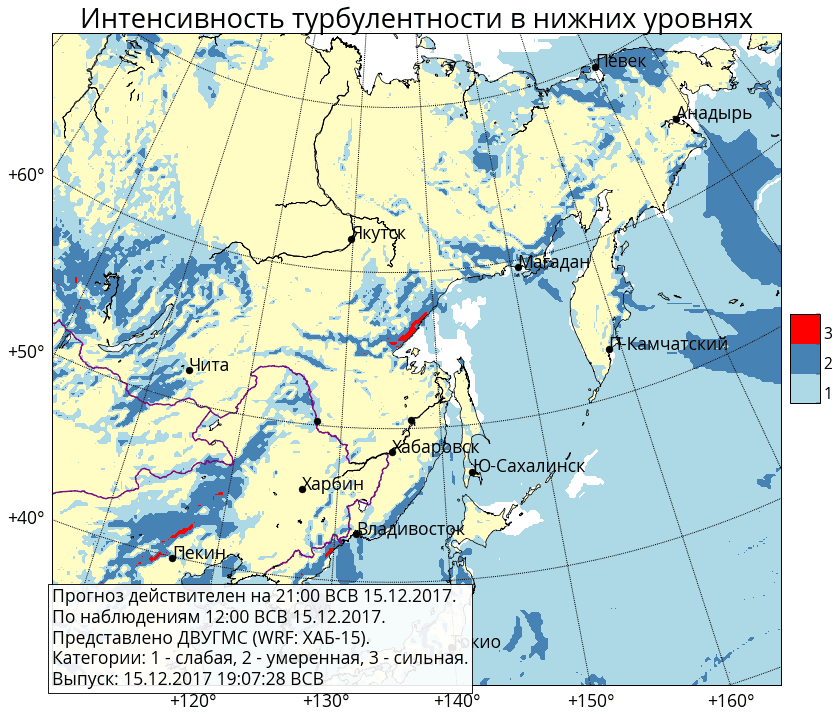 Интенсивность турбулентности в нижних уровнях
Певек
Анадырь
+60°
Якутск
Магадан
3
П-Камчатский
+50°
2
Чита
1
Хабаровск
Ю-Сахалинск
Харбин
+40°
Владивосток
Пекин
Прогноз действителен на 21:00 ВСВ 15.12.2017.
По наблюдениям 12:00 ВСВ 15.12.2017.
Представлено ДВУГМС (WRF: ХАБ-15).
Токио
Категории: 1 - слабая, 2 - умеренная, 3 - сильная.
Выпуск: 15.12.2017 19:07:28 ВСВ
+120° +130° +140° +150° +160°